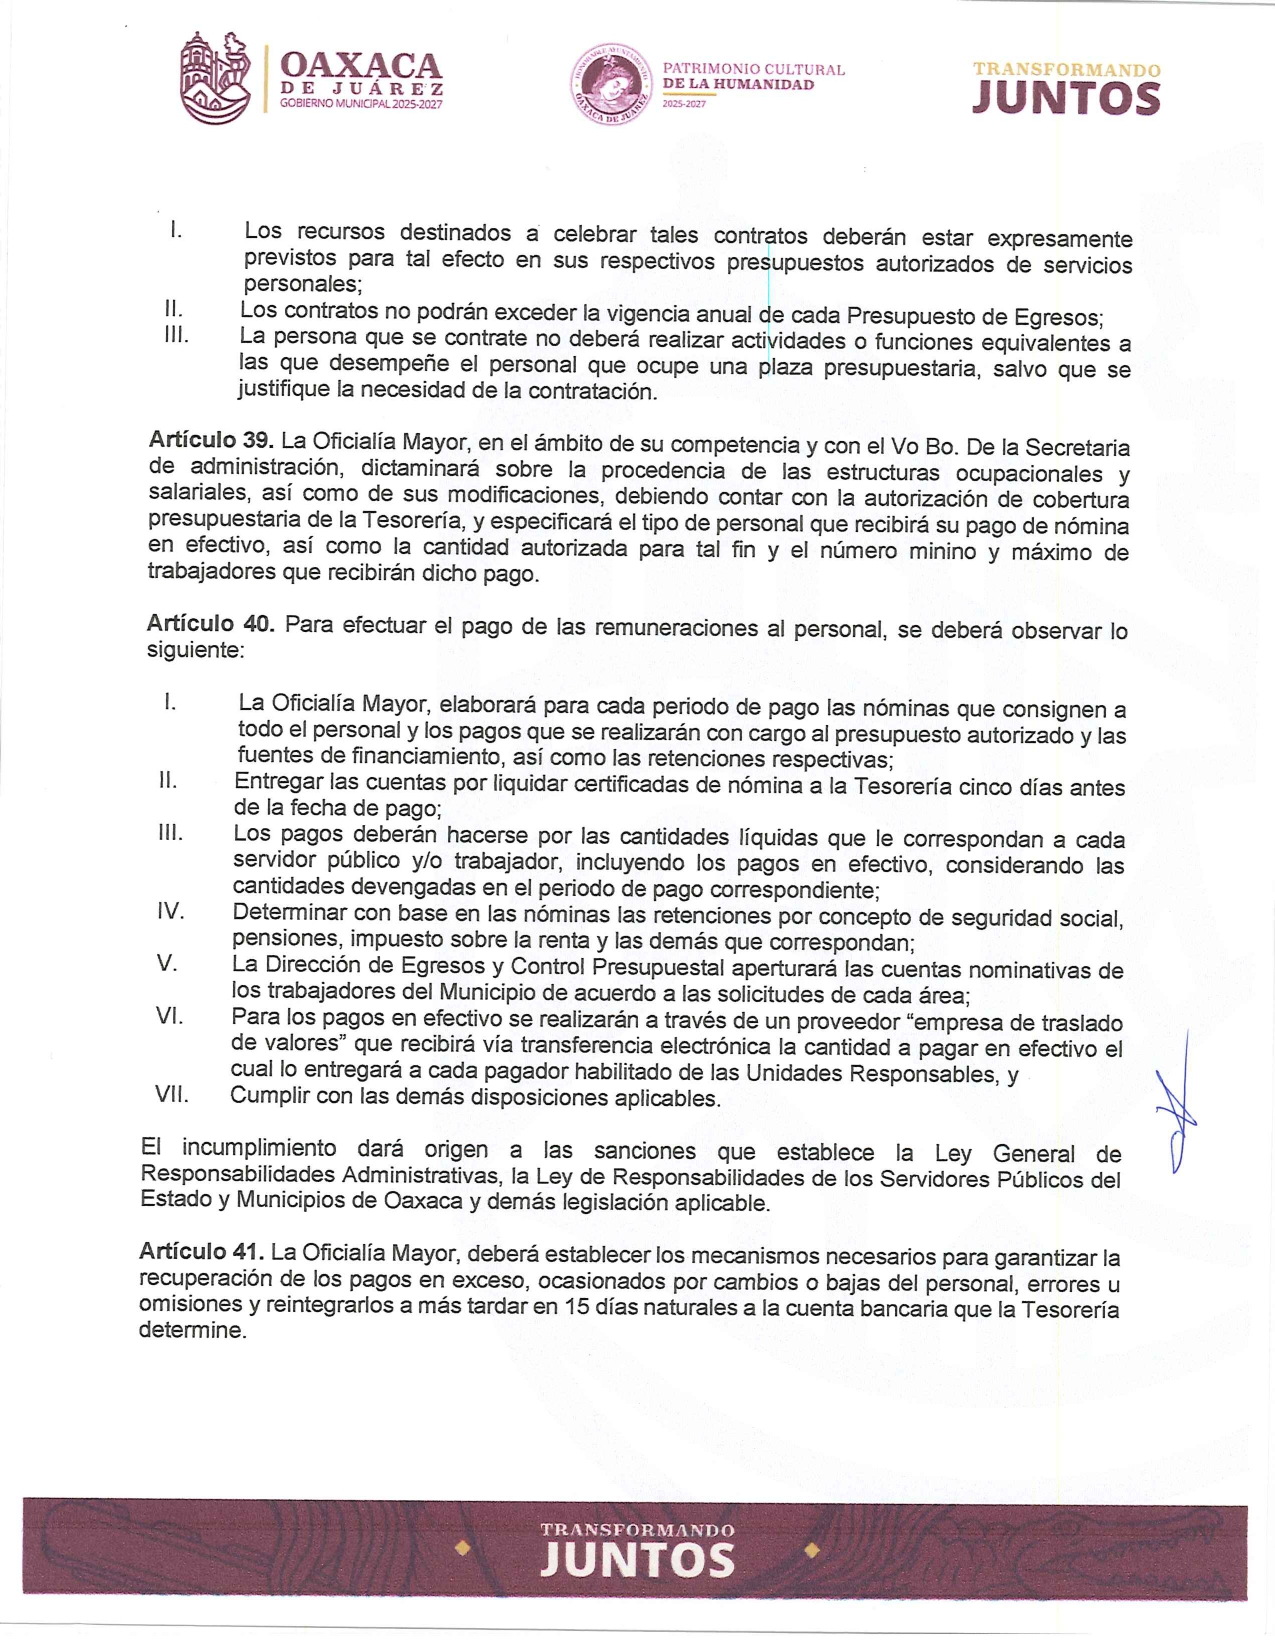 OAXACA
DE JUÁREZ
GOBIERNO MUNICIPAL 2025-2027
HONORABLE AYUNTAMIENTO
OAXACA DE JUÁREZ
PATRIMONIO CULTURAL
DE LA HUMANIDAD
2025-2027
TRANSFORMANDO
JUNTOS
I. Los recursos destinados a celebrar tales contratos deberán estar expresamente
previstos para tal efecto en sus respectivos presupuestos autorizados de servicios
personales;
II. Los contratos no podrán exceder la vigencia anual de cada Presupuesto de Egresos;
III. La persona que se contrate no deberá realizar actividades o funciones equivalentes a
las que desempeñe el personal que ocupe una plaza presupuestaria, salvo que se
justifique la necesidad de la contratación.
Artículo 39. La Oficialía Mayor, en el ámbito de su competencia y con el Vo Bo. De la Secretaria
de administración, dictaminará sobre la procedencia de las estructuras ocupacionales y
salariales, así como de sus modificaciones, debiendo contar con la autorización de cobertura
presupuestaria de la Tesorería, y especificará el tipo de personal que recibirá su pago de nómina
en efectivo, así como la cantidad autorizada para tal fin y el número minino y máximo de
trabajadores que recibirán dicho pago.
Artículo 40. Para efectuar el pago de las remuneraciones al personal, se deberá observar lo
siguiente:
I. La Oficialía Mayor, elaborará para cada periodo de pago las nóminas que consignen a
todo el personal y los pagos que se realizarán con cargo al presupuesto autorizado y las
fuentes de financiamiento, así como las retenciones respectivas;
II. Entregar las cuentas por liquidar certificadas de nómina a la Tesorería cinco días antes
de la fecha de pago;
III. Los pagos deberán hacerse por las cantidades líquidas que le correspondan a cada
servidor público y/o trabajador, incluyendo los pagos en efectivo, considerando las
cantidades devengadas en el periodo de pago correspondiente;
IV. Determinar con base en las nóminas las retenciones por concepto de seguridad social,
pensiones, impuesto sobre la renta y las demás que correspondan;
V. La Dirección de Egresos y Control Presupuestal aperturará las cuentas nominativas de
los trabajadores del Municipio de acuerdo a las solicitudes de cada área;
VI. Para los pagos en efectivo se realizarán a través de un proveedor “empresa de traslado
de valores” que recibirá vía transferencia electrónica la cantidad a pagar en efectivo el
cual lo entregará a cada pagador habilitado de las Unidades Responsables, y
VII. Cumplir con las demás disposiciones aplicables.
El incumplimiento dará origen a las sanciones que establece la Ley General de
Responsabilidades Administrativas, la Ley de Responsabilidades de los Servidores Públicos del
Estado y Municipios de Oaxaca y demás legislación aplicable.
Artículo 41. La Oficialía Mayor, deberá establecer los mecanismos necesarios para garantizar la
recuperación de los pagos en exceso, ocasionados por cambios o bajas del personal, errores u
omisiones y reintegrarlos a más tardar en 15 días naturales a la cuenta bancaria que la Tesorería
determine.
TRANSFORMANDO
JUNTOS